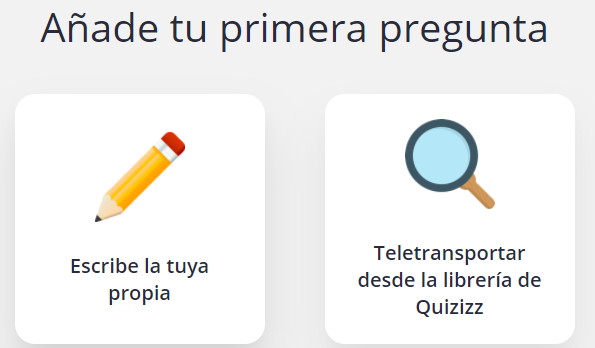 Añade tu primera pregunta
Escribe la tuya
propia
Teletransportar
desde la librería de
Quizizz